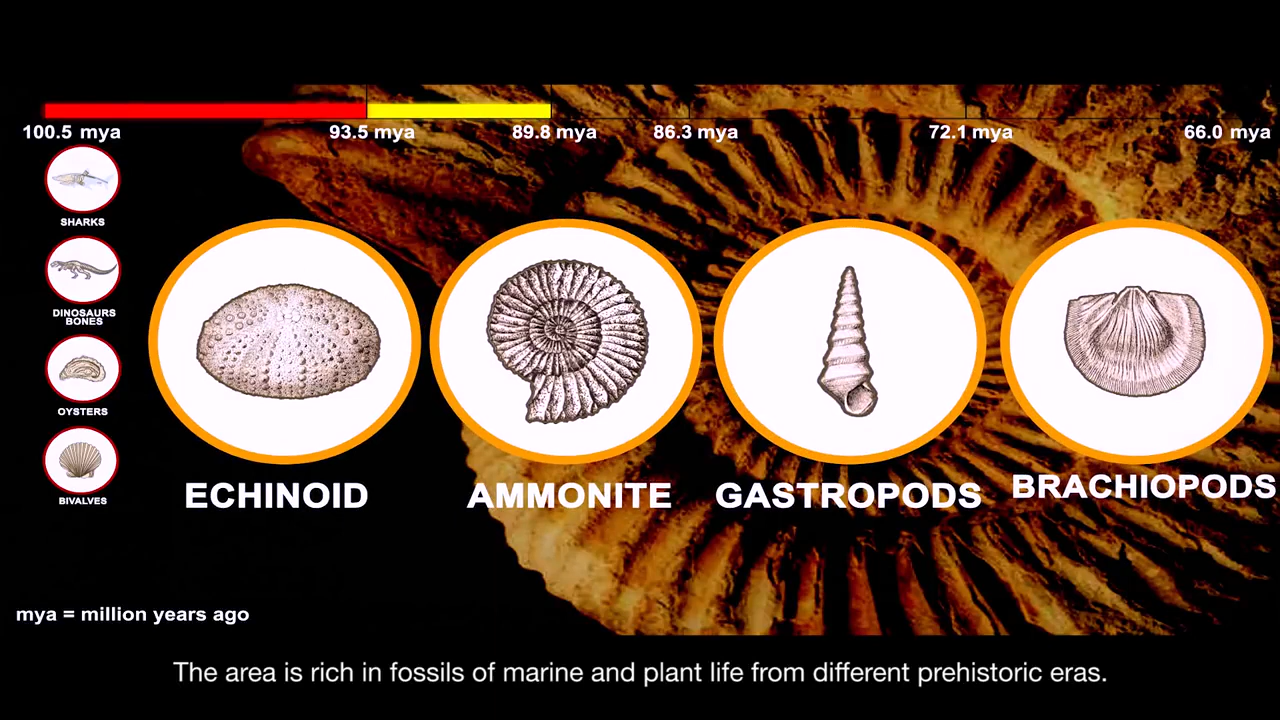 100.5 mya 93.5 mya 89.8 mya 86.3 mya 72.1 mya 66.0 mya
SHARKS
DINOSAURS
BONES
OYSTERS
BIVALVES
ECHINOID AMMONITE GASTROPODS BRACHIOPODS
mya = million years ago
The area is rich in fossils of marine and plant life from different prehistoric eras.